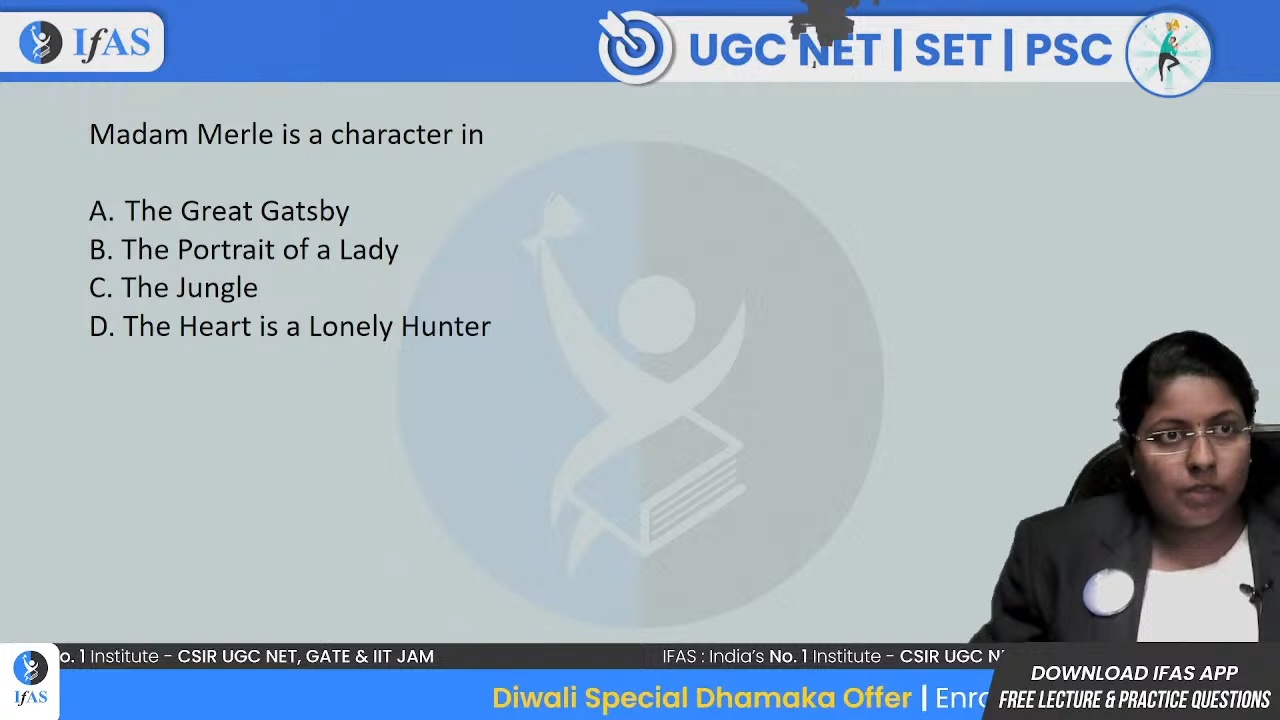 IfAS
UGC NET | SET | PSC
Madam Merle is a character in
A. The Great Gatsby
B. The Portrait of a Lady
C. The Jungle
D. The Heart is a Lonely Hunter
o. 1 Institute - CSIR UGC NET, GATE & IIT JAM
IFAS : India's No. 1 Institute - CSIR UGC
IfAS
Diwali Special Dhamaka Offer |
DOWNLOAD IFAS APP
FREE LECTURE & PRACTICE QUESTIONS